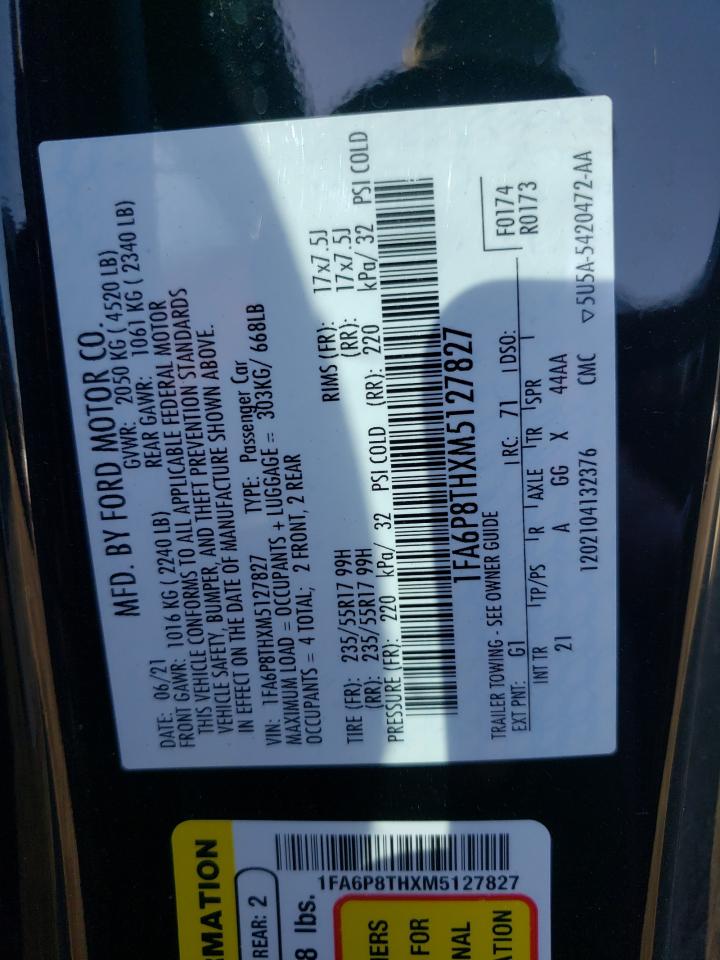 MFD. BY FORD MOTOR CO.
DATE: 06/21 GVWR: 2050 KG ( 4520 LB)
FRONT GAWR: 1016 KG ( 2240 LB) REAR GAWR: 1061 KG ( 2340 LB)
THIS VEHICLE CONFORMS TO ALL APPLICABLE FEDERAL MOTOR
VEHICLE SAFETY, BUMPER, AND THEFT PREVENTION STANDARDS
IN EFFECT ON THE DATE OF MANUFACTURE SHOWN ABOVE.
VIN: 1FA6P8THXM5127827 TYPE: Passenger Car
MAXIMUM LOAD = OCCUPANTS + LUGGAGE = 303KG/ 668LB
OCCUPANTS = 4 TOTAL; 2 FRONT, 2 REAR
TIRE (FR): 235/55R17 99H RIMS (FR): 17x7.5J
(RR): 235/55R17 99H (RR): 17x7.5J
PRESSURE (FR): 220 kPa/ 32 PSI COLD (RR): 220 kPa/ 32 PSI COLD
1FA6P8THXM5127827
TRAILER TOWING - SEE OWNER GUIDE F0174
EXT PNT: G1 RC: 71 DSO: R0173
INT TR TP/PS R AXLE TR SPR
21 A GG X 44AA
1202104132376 CMC ▽5U5A-5420472-AA
RMATION
REAR: 2
8 lbs.
1FA6P8THXM5127827
FOR